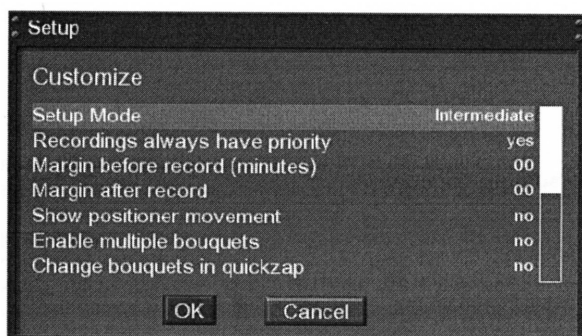 Setup
Customize
Setup Mode Intermediate
Recordings always have priority yes
Margin before record (minutes) 00
Margin after record 00
Show positioner movement no
Enable multiple bouquets no
Change bouquets in quickzap no
OK Cancel